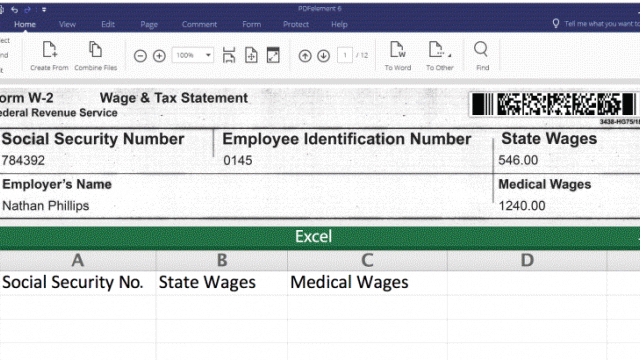 PDFelement 6
Home View Edit Page Comment Form Protect Help Tell me what you want to
Create From Combine Files 100% 1 / 12 To Word To Other Find
orm W-2 Wage & Tax Statement
ederal Revenue Service
3438-HG75/18
Social Security Number Employee Identification Number State Wages
784392 0145 546.00
Employer's Name Medical Wages
Nathan Phillips 1240.00
Excel
A B C D
Social Security No. State Wages Medical Wages